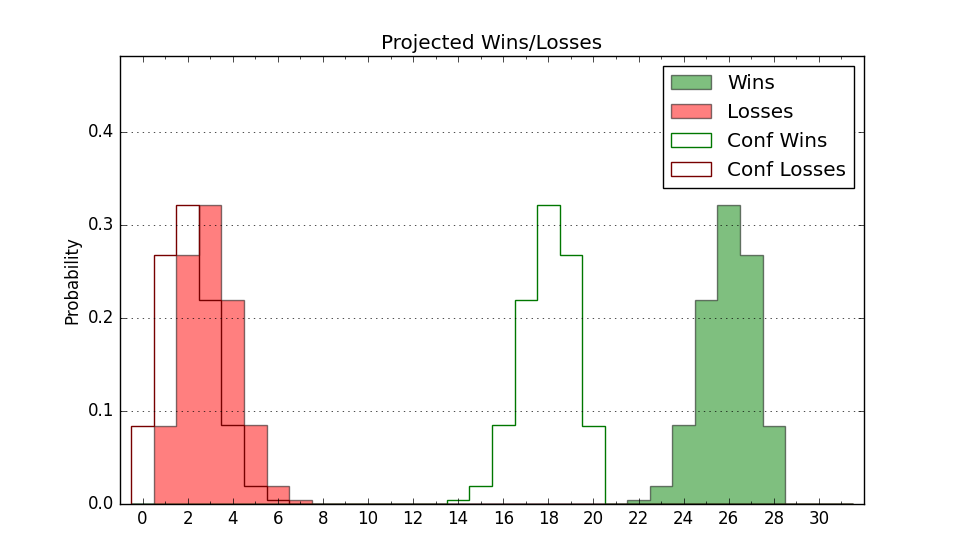 Projected Wins/Losses
Wins
Losses
Conf Wins
Conf Losses
Probability
0.4
0.3
0.2
0.1
0.0
0 2 4 6 8 10 12 14 16 18 20 22 24 26 28 30